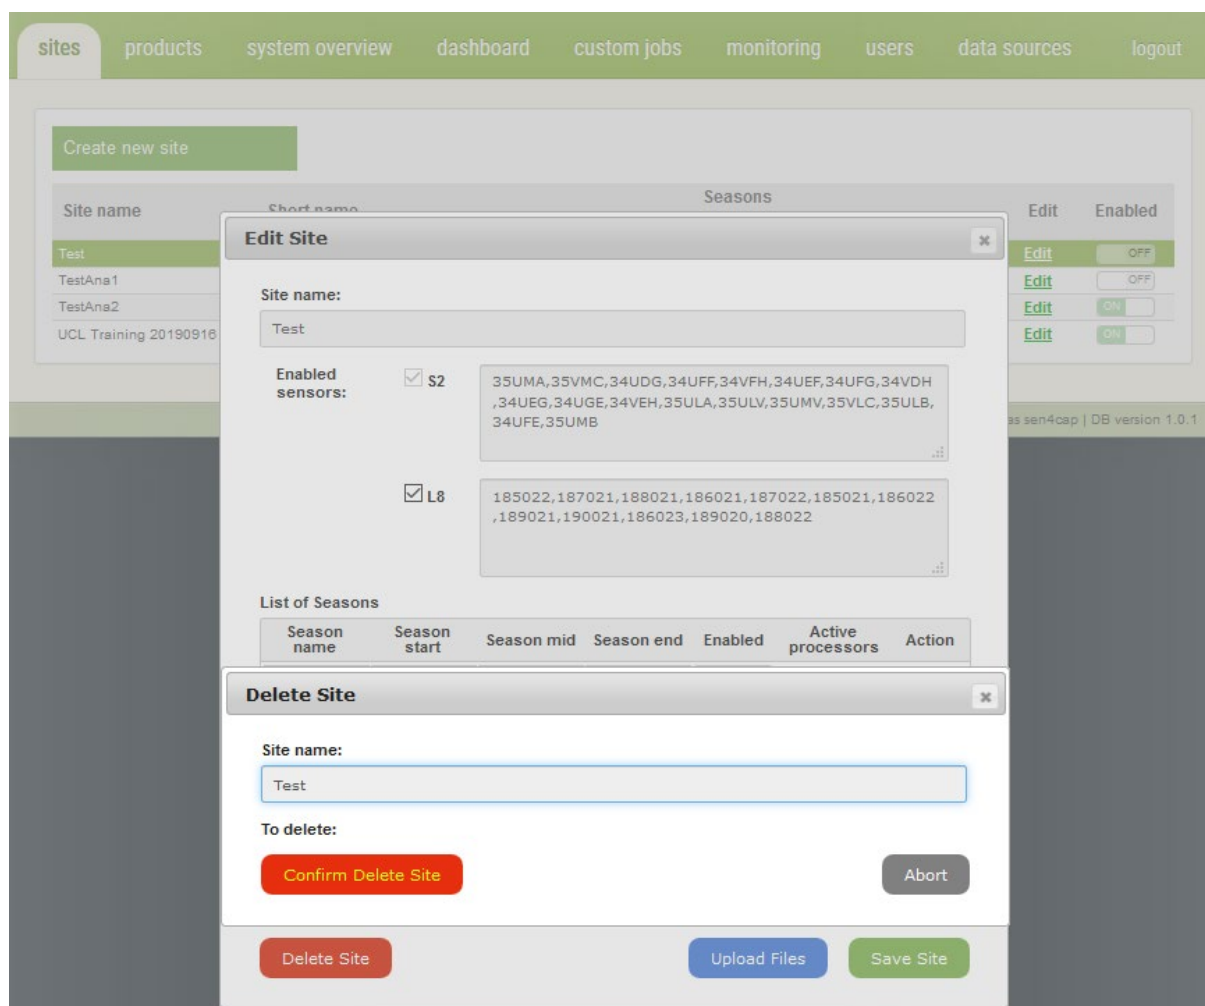 sites products system overview dashboard custom jobs monitoring users data sources logout
Create new site
Seasons
Site name Short name Edit Enabled
Test Edit OFF
TestAna1 Edit OFF
TestAna2 Edit ON
UCL Training 20190916 Edit ON
as sen4cap | DB version 1.0.1
Edit Site
Site name:
Test
Enabled
sensors:
S2
35UMA,35VMC,34UDG,34UFF,34VFH,34UEF,34UFG,34VDH
,34UEG,34UGE,34VEH,35ULA,35ULV,35UMV,35VLC,35ULB,
34UFE,35UMB
L8
185022,187021,188021,186021,187022,185021,186022
,189021,190021,186023,189020,188022
List of Seasons
Season name Season start Season mid Season end Enabled Active processors Action
Delete Site
Site name:
Test
To delete:
Confirm Delete Site Abort
Delete Site Upload Files Save Site